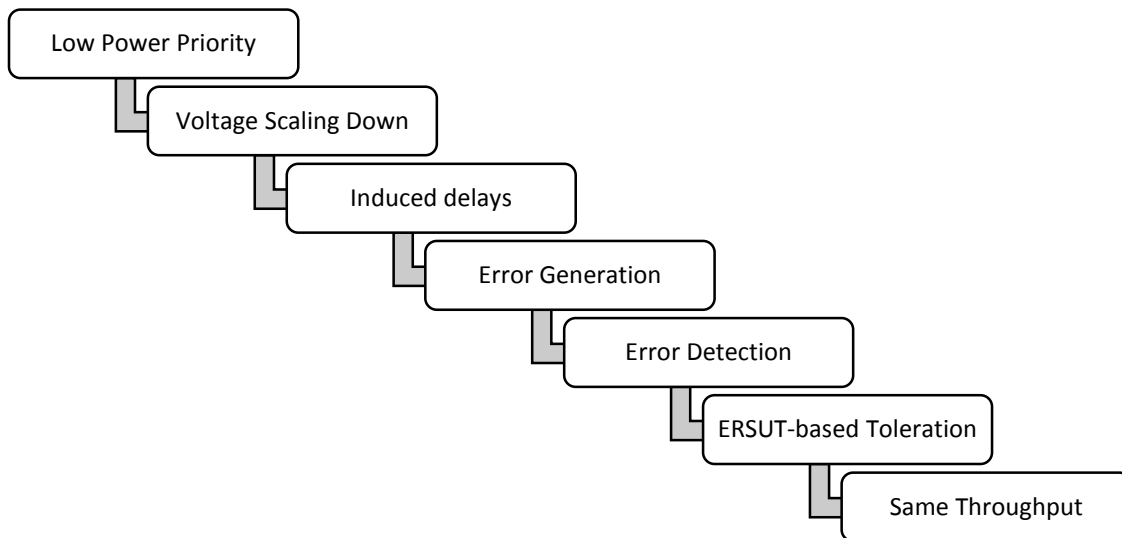 Low Power Priority
Voltage Scaling Down
Induced delays
Error Generation
Error Detection
ERSUT-based Toleration
Same Throughput